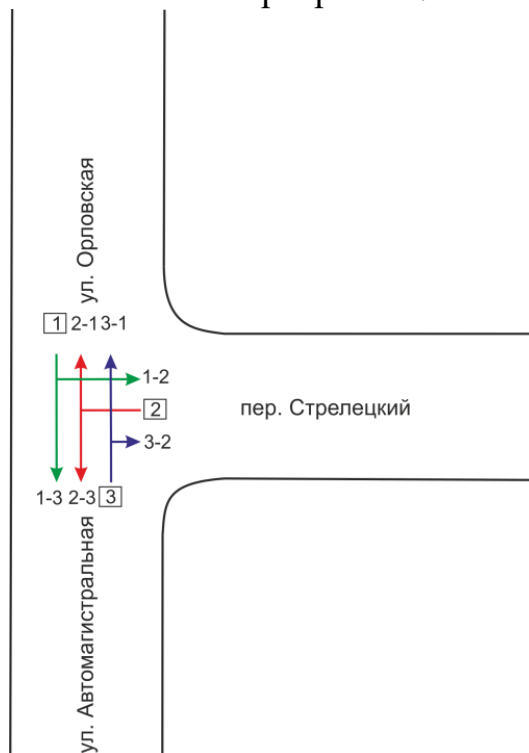 ул. Орловская
1 2-1 3-1
1-2
2
пер. Стрелецкий
3-2
1-3 2-3 3
ул. Автомагистральная